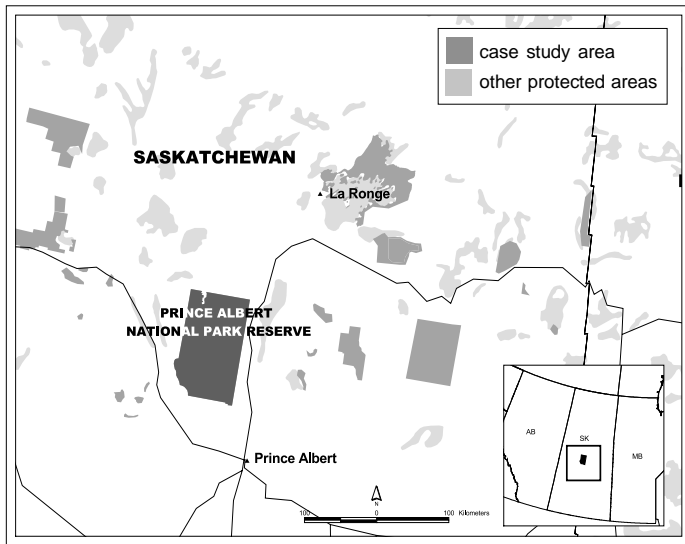 case study area
other protected areas
SASKATCHEWAN
La Ronge
PRINCE ALBERT
NATIONAL PARK RESERVE
Prince Albert
AB
SK
MB
N
100 0 100 Kilometers